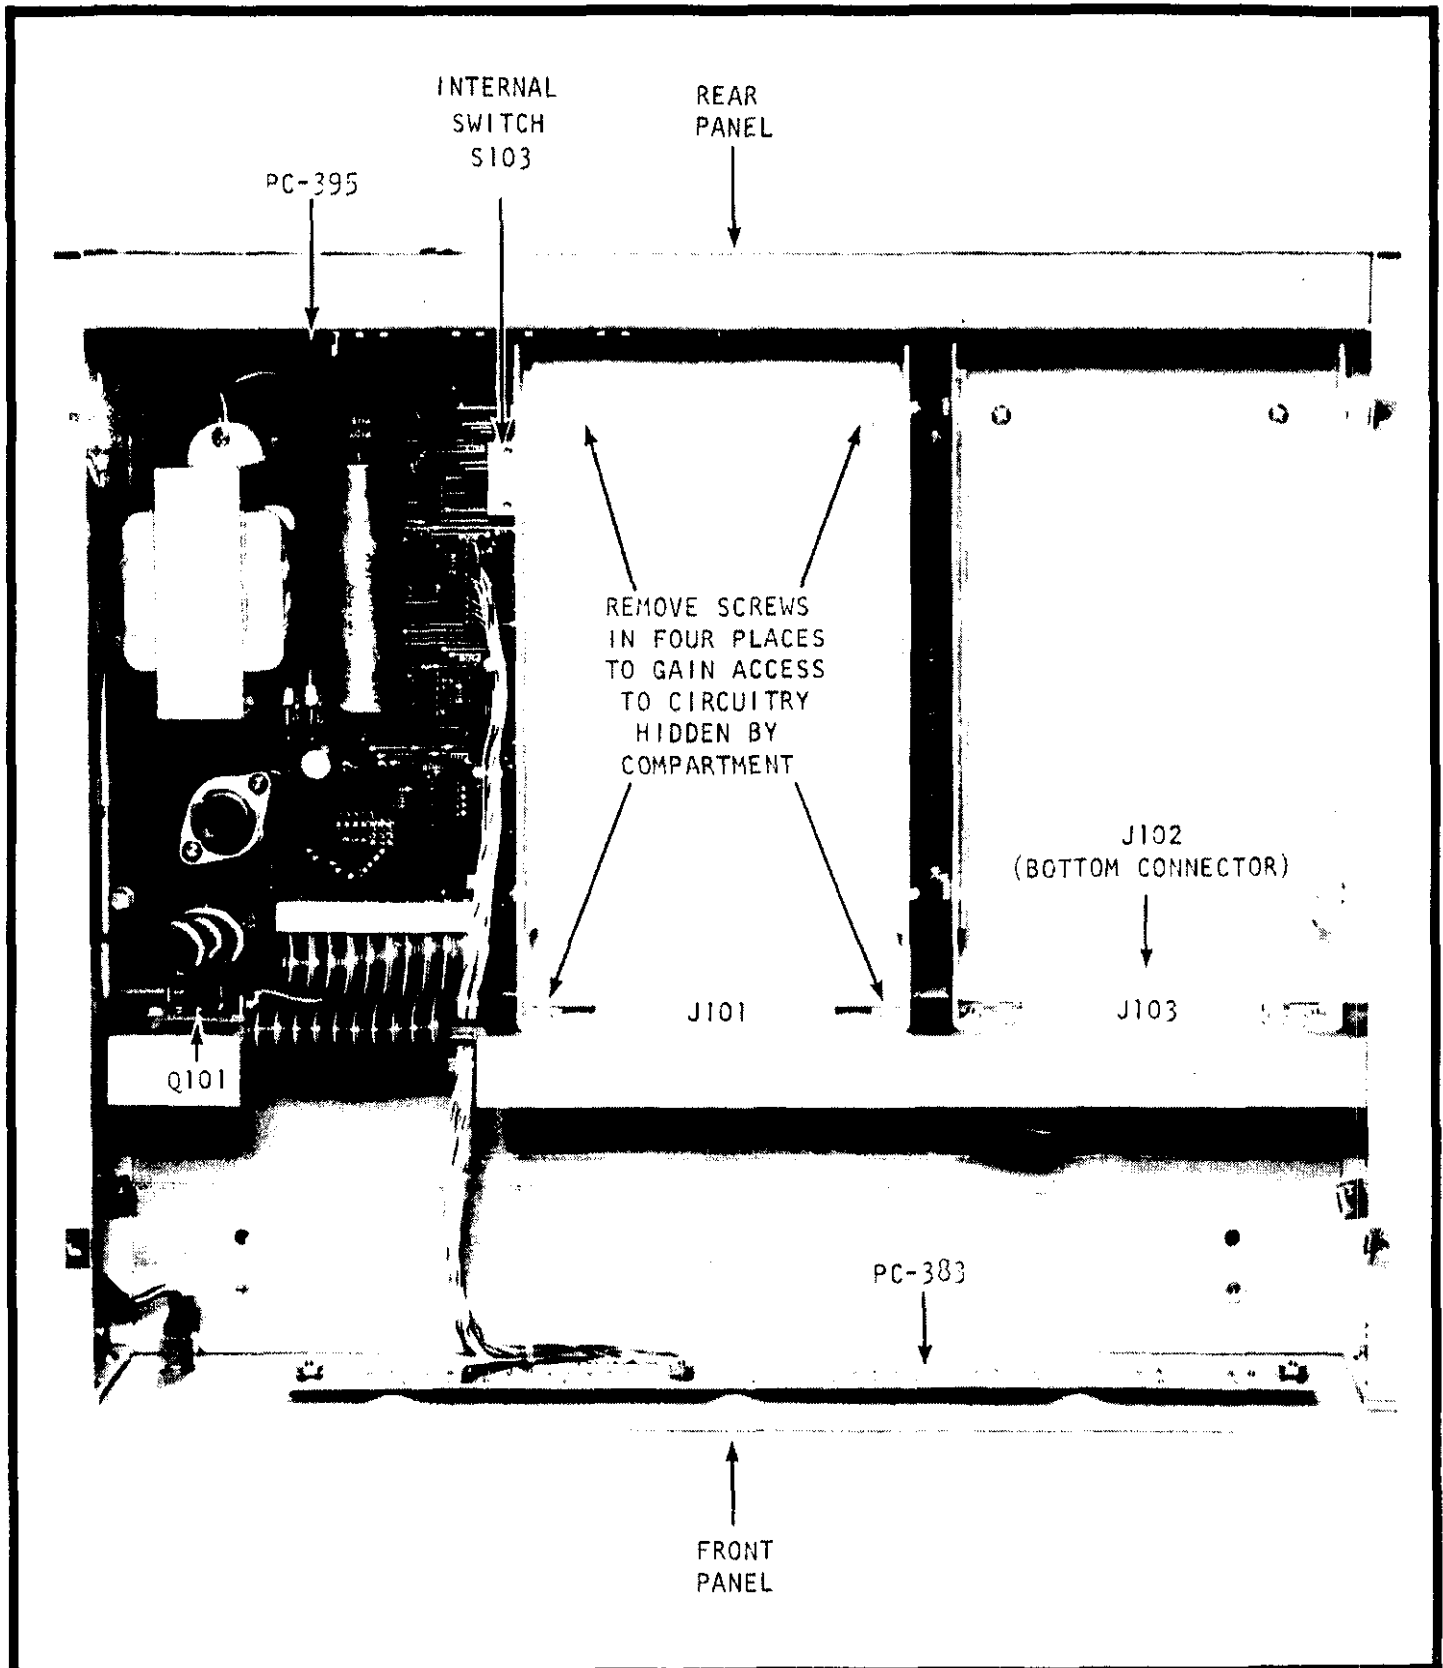 INTERNAL
SWITCH
S103
REAR
PANEL
PC-395
REMOVE SCREWS
IN FOUR PLACES
TO GAIN ACCESS
TO CIRCUITRY
HIDDEN BY
COMPARTMENT
J102
(BOTTOM CONNECTOR)
J101
J103
Q101
PC-383
FRONT
PANEL